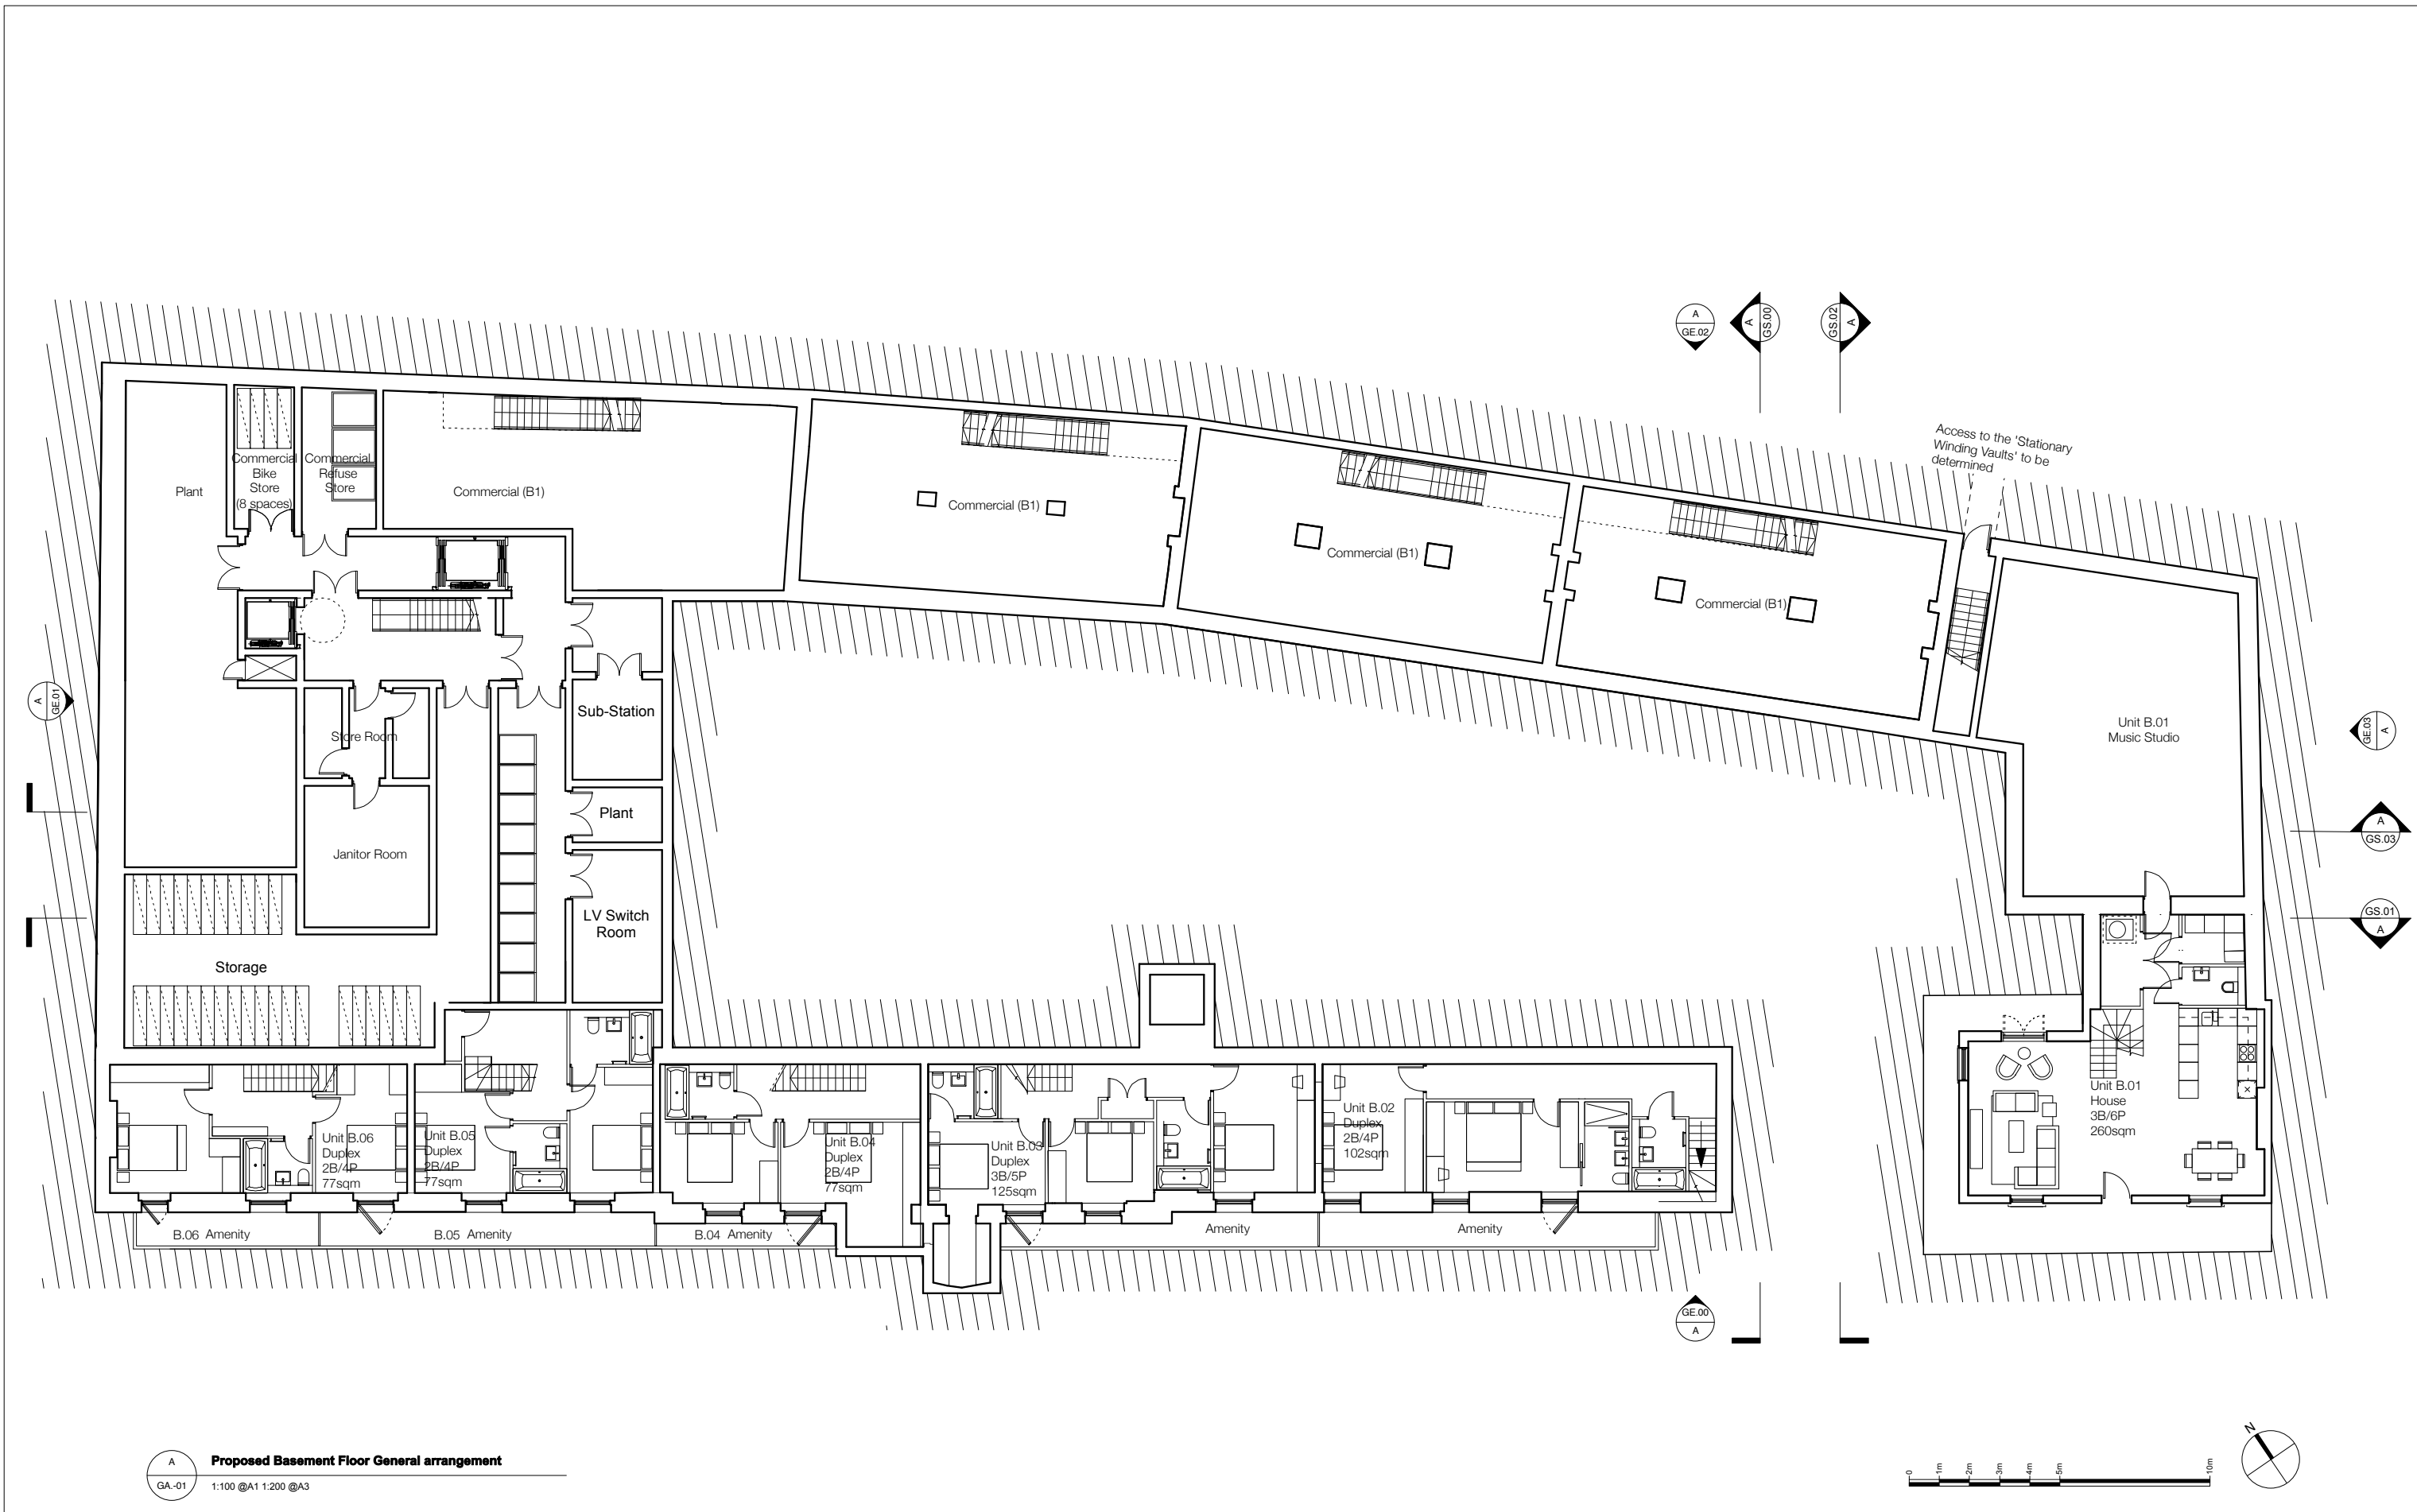 A
GE.02
A
GS.00
GS.02
A
Access to the 'Stationary
Winding Vaults' to be
determined
Plant
Commercial
Bike
Store
(8 spaces)
Commercial
Refuse
Store
Commercial (B1)
Commercial (B1)
Commercial (B1)
Commercial (B1)
A
GE.01
Sub-Station
Store Room
Unit B.01
Music Studio
GE.03
A
Plant
A
GS.03
Janitor Room
LV Switch
Room
GS.01
A
Storage
Unit B.06
Duplex
2B/4P
77sqm
Unit B.05
Duplex
2B/4P
77sqm
Unit B.04
Duplex
2B/4P
77sqm
Unit B.03
Duplex
3B/5P
125sqm
Unit B.02
Duplex
2B/4P
102sqm
Unit B.01
House
3B/6P
260sqm
B.06 Amenity
B.05 Amenity
B.04 Amenity
Amenity
Amenity
GE.00
A
A
GA.-01
Proposed Basement Floor General arrangement
1:100 @A1 1:200 @A3
0
1m
2m
3m
4m
5m
10m
N